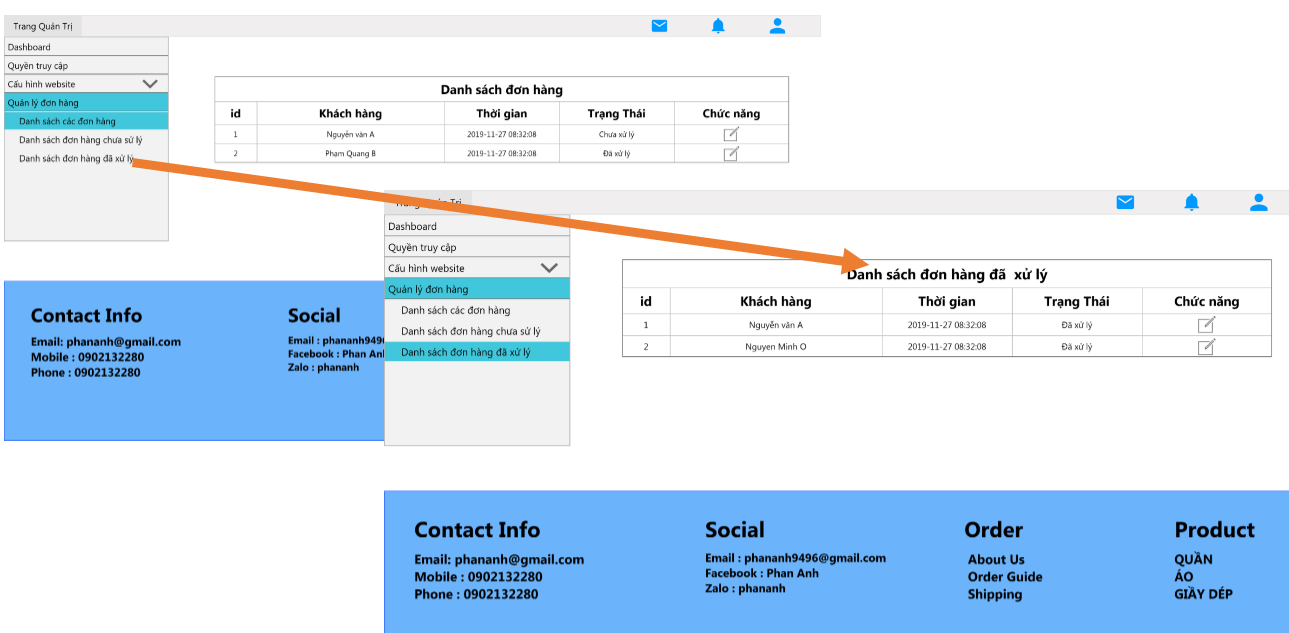 Trang Quản Trị
Dashboard
Quyền truy cập
Cấu hình website
Quản lý đơn hàng
Danh sách các đơn hàng
Danh sách đơn hàng chưa sử lý
Danh sách đơn hàng đã xử lý
Danh sách đơn hàng
id Khách hàng Thời gian Trạng Thái Chức năng
1 Nguyễn văn A 2019-11-27 08:32:08 Chưa xử lý
2 Phạm Quang B 2019-11-27 08:32:08 Đã xử lý
Contact Info
Email: phananh@gmail.com
Mobile : 0902132280
Phone : 0902132280
Social
Email : phananh949
Facebook : Phan An
Zalo : phananh
Dashboard
Quyền truy cập
Cấu hình website
Quản lý đơn hàng
Danh sách các đơn hàng
Danh sách đơn hàng chưa sử lý
Danh sách đơn hàng đã xử lý
Danh sách đơn hàng đã xử lý
id Khách hàng Thời gian Trạng Thái Chức năng
1 Nguyễn văn A 2019-11-27 08:32:08 Đã xử lý
2 Nguyen Minh O 2019-11-27 08:32:08 Đã xử lý
Contact Info
Email: phananh@gmail.com
Mobile : 0902132280
Phone : 0902132280
Social
Email : phananh9496@gmail.com
Facebook : Phan Anh
Zalo : phananh
Order
About Us
Order Guide
Shipping
Product
QUẦN
ÁO
GIẦY DÉP